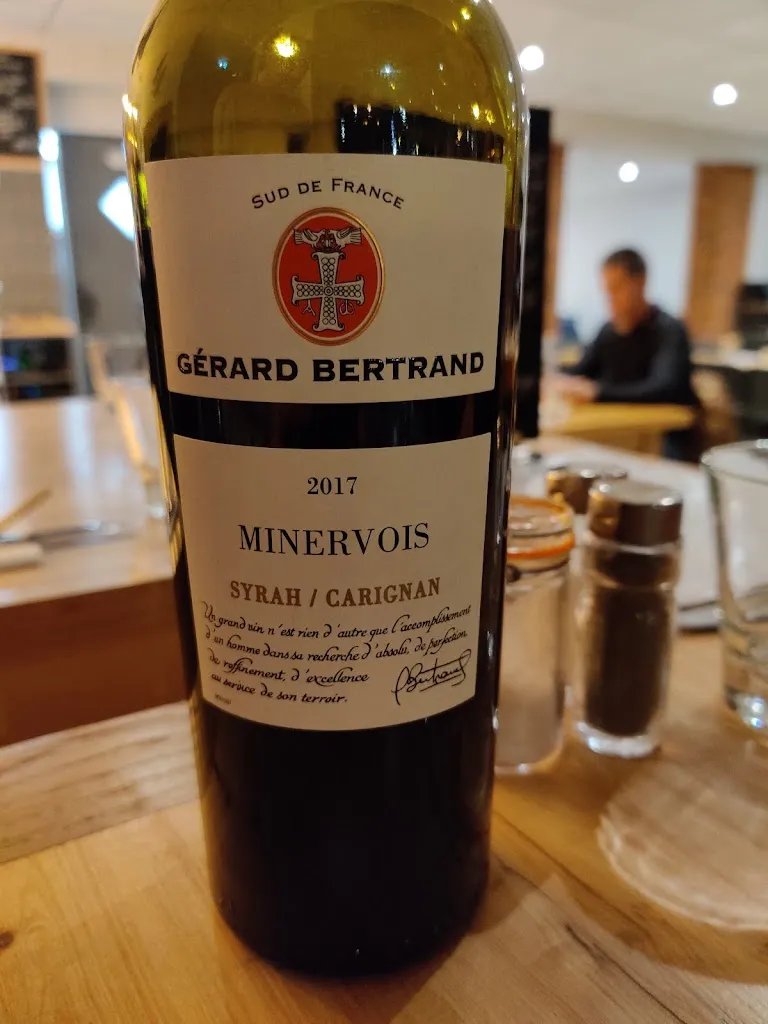 SUD DE FRANCE
GÉRARD BERTRAND
2017
MINERVOIS
SYRAH / CARIGNAN
Un grand vin n'est rien d'autre que l'accomplissement
d'un homme dans sa recherche d'absolu, de perfection,
de raffinement, d'excellence
au service de son terroir.
GBertrand